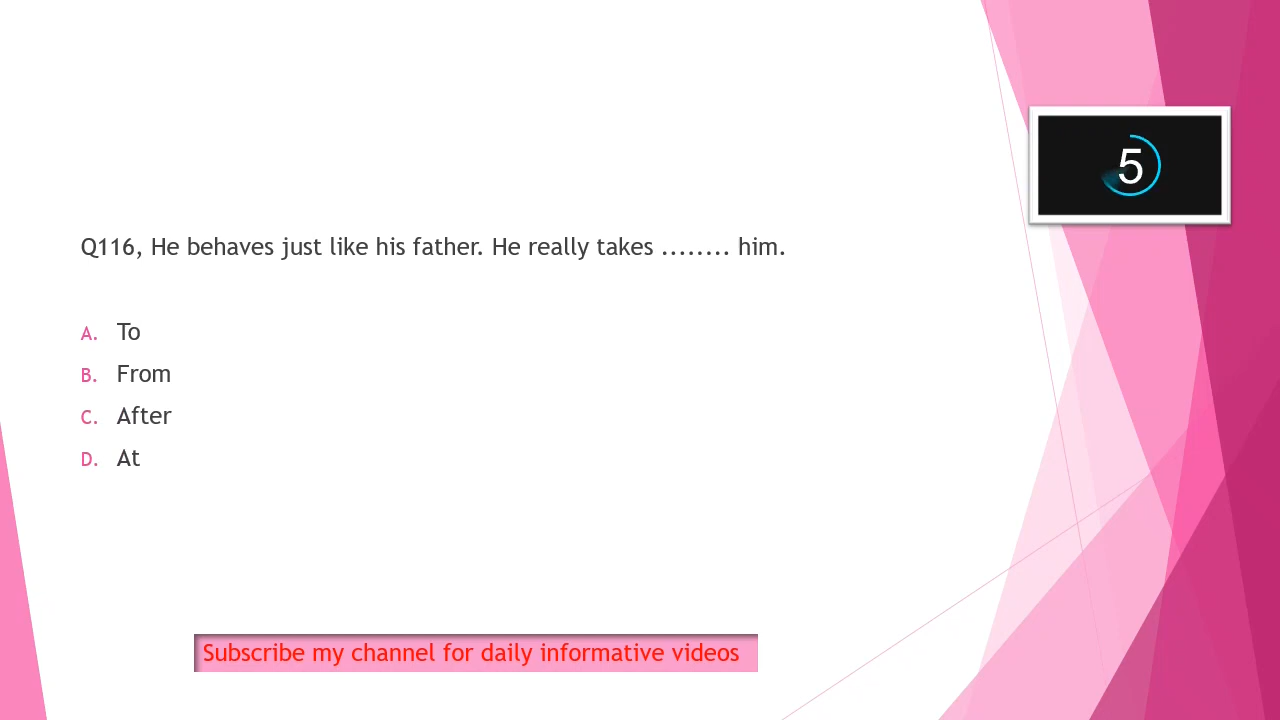 5
Q116, He behaves just like his father. He really takes ........ him.
A. To
B. From
C. After
D. At
Subscribe my channel for daily informative videos